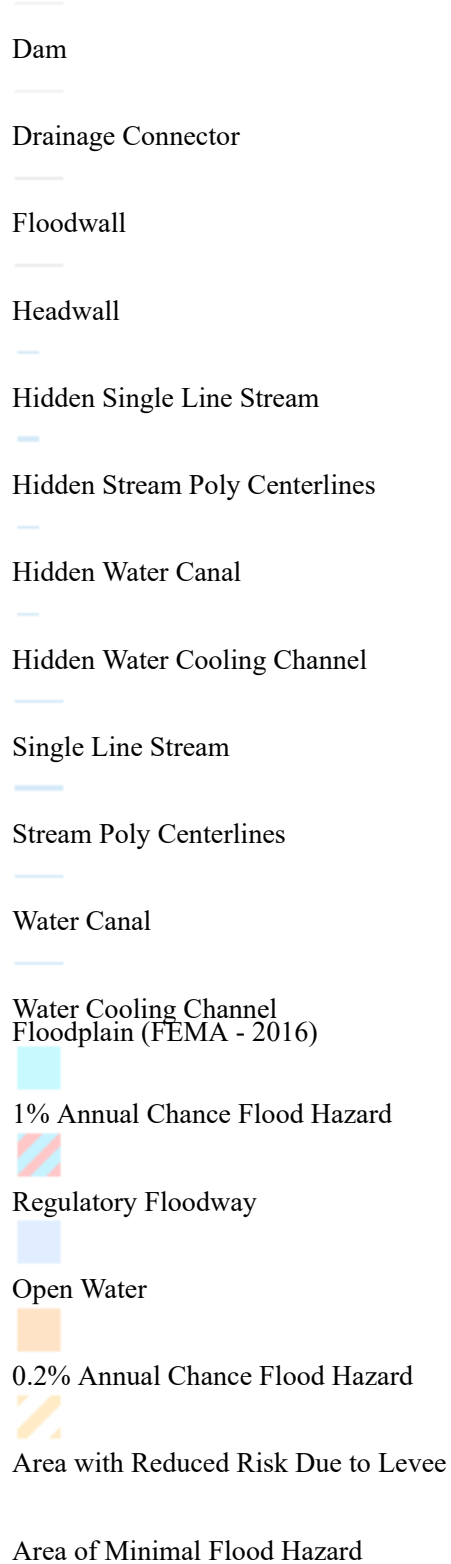 Dam
Drainage Connector
Floodwall
Headwall
Hidden Single Line Stream
Hidden Stream Poly Centerlines
Hidden Water Canal
Hidden Water Cooling Channel
Single Line Stream
Stream Poly Centerlines
Water Canal
Water Cooling Channel
Floodplain (FEMA - 2016)
1% Annual Chance Flood Hazard
Regulatory Floodway
Open Water
0.2% Annual Chance Flood Hazard
Area with Reduced Risk Due to Levee
Area of Minimal Flood Hazard